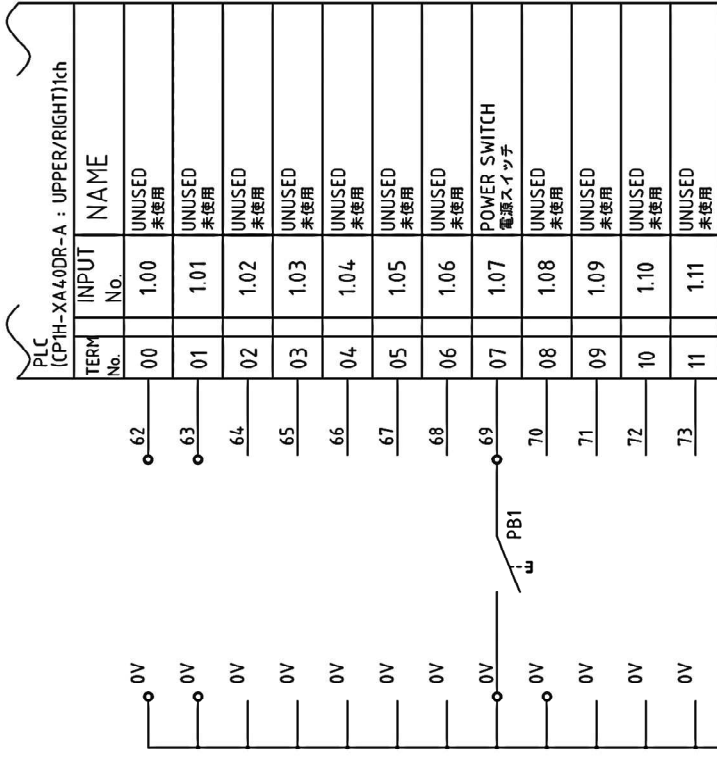 PLC
(CP1H-XA40DR-A : UPPER/RIGHT)1ch
TERM No. INPUT No. NAME
0V 62 00 1.00 UNUSED
未使用
0V 63 01 1.01 UNUSED
未使用
0V 64 02 1.02 UNUSED
未使用
0V 65 03 1.03 UNUSED
未使用
0V 66 04 1.04 UNUSED
未使用
0V 67 05 1.05 UNUSED
未使用
0V 68 06 1.06 UNUSED
未使用
0V PB1 69 07 1.07 POWER SWITCH
電源スイッチ
0V 70 08 1.08 UNUSED
未使用
0V 71 09 1.09 UNUSED
未使用
0V 72 10 1.10 UNUSED
未使用
0V 73 11 1.11 UNUSED
未使用